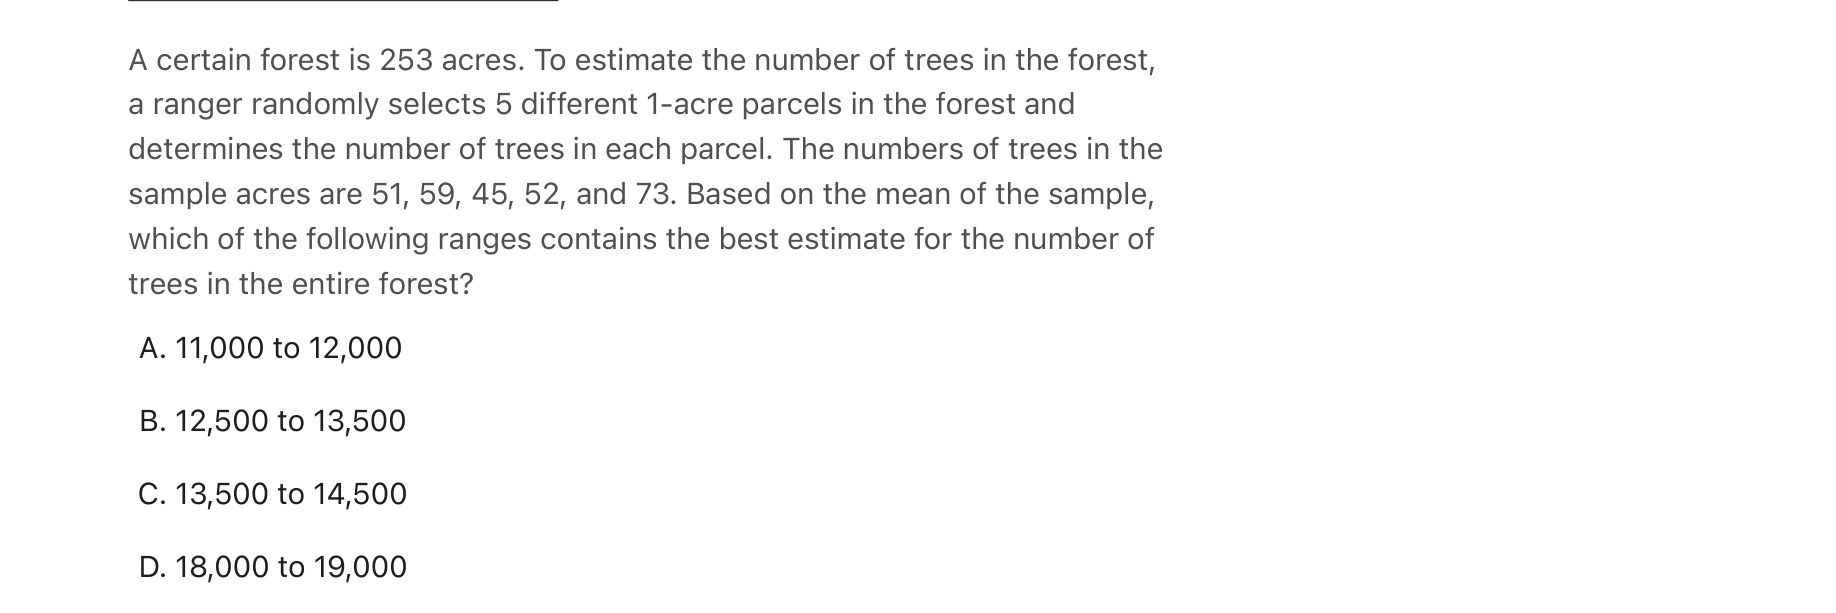 A certain forest is 253 acres. To estimate the number of trees in the forest,
a ranger randomly selects 5 different 1-acre parcels in the forest and
determines the number of trees in each parcel. The numbers of trees in the
sample acres are 51, 59, 45, 52, and 73. Based on the mean of the sample,
which of the following ranges contains the best estimate for the number of
trees in the entire forest?
A. 11,000 to 12,000
B. 12,500 to 13,500
C. 13,500 to 14,500
D. 18,000 to 19,000